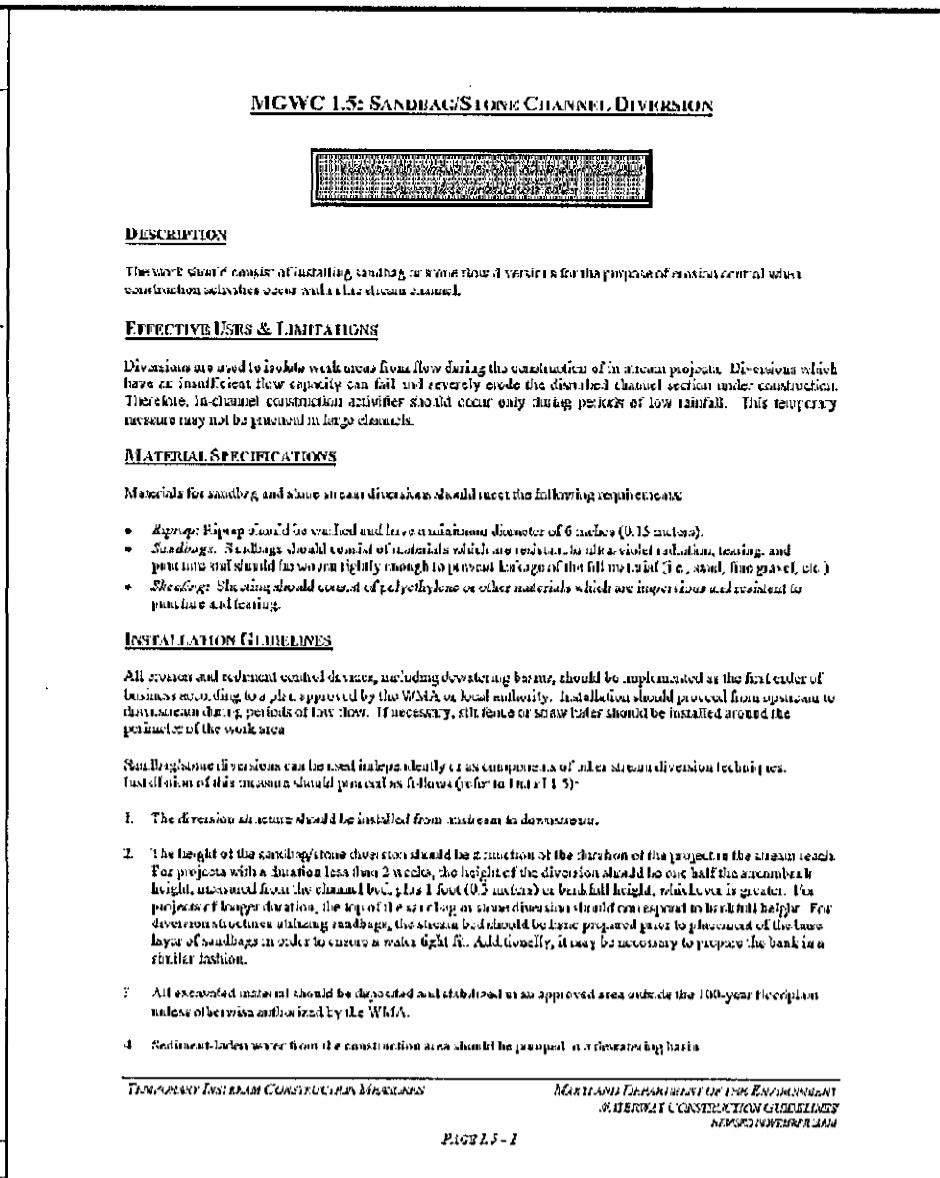 MGWC 1.5: SANDBAG/STONE CHANNEL DIVERSION
DESCRIPTION
The work should consist of installing sandbag or stone flow diversions for the purpose of erosion control when
construction activities occur within the stream channel.
EFFECTIVE USES & LIMITATIONS
Diversions are used to isolate work areas from flow during the construction of in-stream projects. Diversions which
have an insufficient flow capacity can fail and severely erode the disturbed channel section under construction.
Therefore, in-channel construction activities should occur only during periods of low rainfall. This temporary
measure may not be practical in large channels.
MATERIAL SPECIFICATIONS
Materials for sandbag and stone stream diversions should meet the following requirements:
• Riprap: Riprap should be washed and have a minimum diameter of 6 inches (0.15 meters).
• Sandbags: Sandbags should consist of materials which are resistant to ultra-violet radiation, tearing, and
puncture and should be woven tightly enough to prevent leakage of the fill material (i.e., sand, fine gravel, etc.)
• Sheeting: Sheeting should consist of polyethylene or other materials which are impervious and resistant to
puncture and tearing.
INSTALLATION GUIDELINES
All erosion and sediment control devices, including dewatering basins, should be implemented as the first order of
business according to a plan approved by the WMA or local authority. Installation should proceed from upstream to
downstream during periods of low flow. If necessary, silt fence or straw bales should be installed around the
perimeter of the work area
Sandbag/stone diversions can be used independently or as components of other stream diversion techniques.
Installation of this measure should proceed as follows (refer to Detail 1.5):
1. The diversion structure should be installed from upstream to downstream.
2. The height of the sandbag/stone diversion should be a function of the duration of the project in the stream reach.
For projects with a duration less than 2 weeks, the height of the diversion should be one half the streambank
height, measured from the channel bed, plus 1 foot (0.3 meters) or bankfull height, whichever is greater. For
projects of longer duration, the top of the sandbag or stone diversion should correspond to bankfull height. For
diversion structures utilizing sandbags, the stream bed should be hand prepared prior to placement of the base
layer of sandbags in order to ensure a water tight fit. Additionally, it may be necessary to prepare the bank in a
similar fashion.
3 All excavated material should be deposited and stabilized in an approved area outside the 100-year floodplain
unless otherwise authorized by the WMA.
4 Sediment-laden water from the construction area should be pumped to a dewatering basin
TEMPORARY INSTREAM CONSTRUCTION MEASURES
MARYLAND DEPARTMENT OF THE ENVIRONMENT
WATERWAY CONSTRUCTION GUIDELINES
REVISED NOVEMBER 2000
PAGE 1.5 - 1